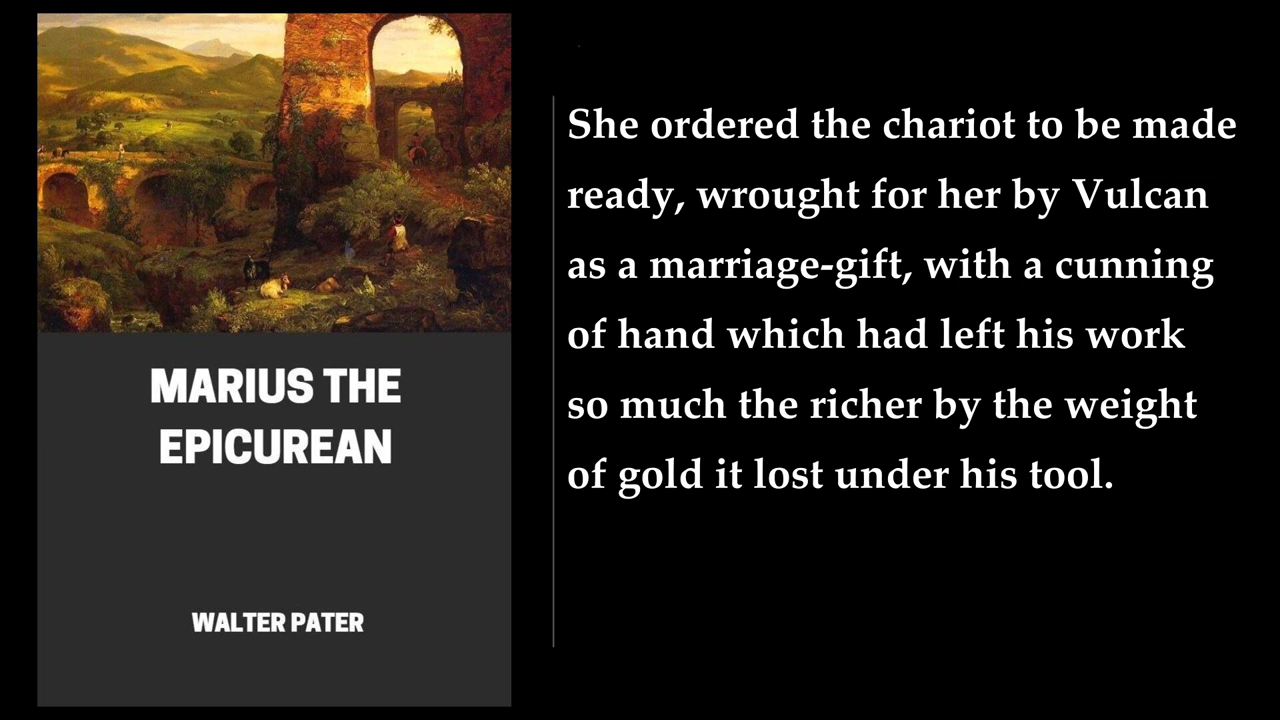 MARIUS THE
EPICUREAN
WALTER PATER
She ordered the chariot to be made
ready, wrought for her by Vulcan
as a marriage-gift, with a cunning
of hand which had left his work
so much the richer by the weight
of gold it lost under his tool.